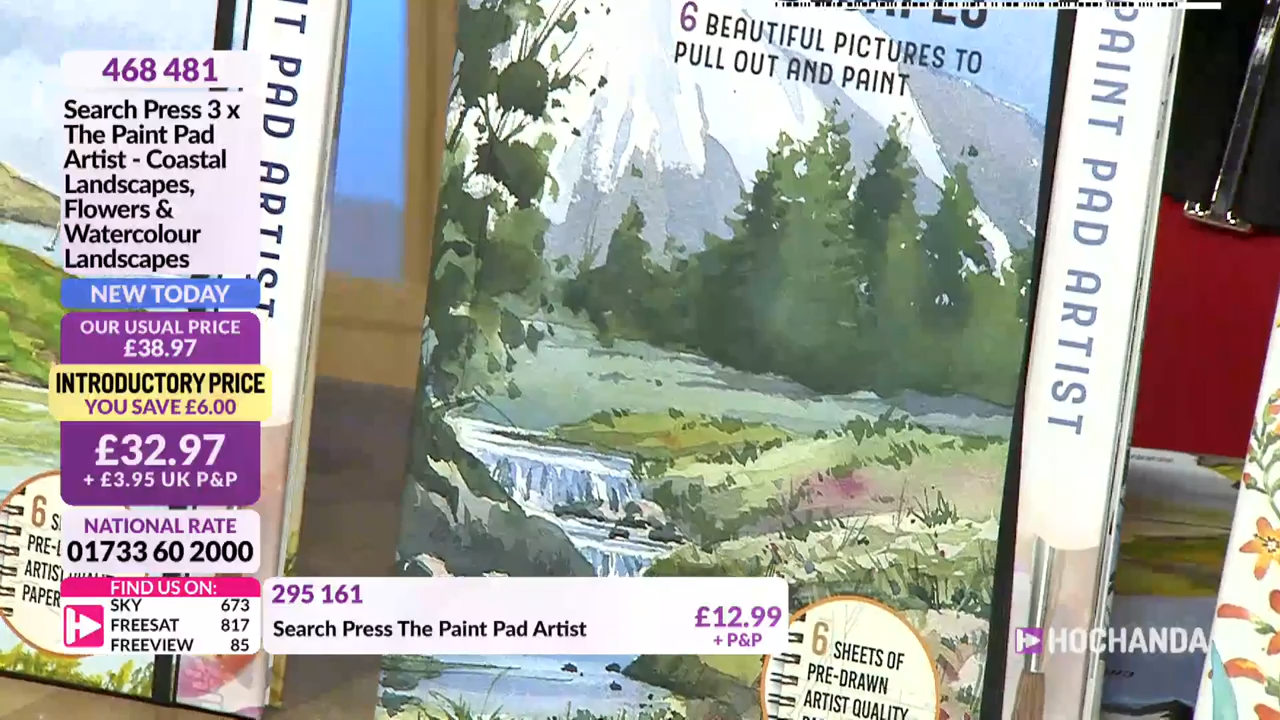 468 481
Search Press 3 x
The Paint Pad
Artist - Coastal
Landscapes,
Flowers &
Watercolour
Landscapes
NEW TODAY
OUR USUAL PRICE
£38.97
INTRODUCTORY PRICE
YOU SAVE £6.00
£32.97
+ £3.95 UK P&P
NATIONAL RATE
01733 60 2000
FIND US ON:
SKY 673
FREESAT 817
FREEVIEW 85
295 161
Search Press The Paint Pad Artist
£12.99
+ P&P
PAD ARTIST
6 BEAUTIFUL PICTURES TO
PULL OUT AND PAINT
PAINT PAD ARTIST
6
PAPER
6 SHEETS OF
PRE-DRAWN
ARTIST QUALITY
HOCHANDA